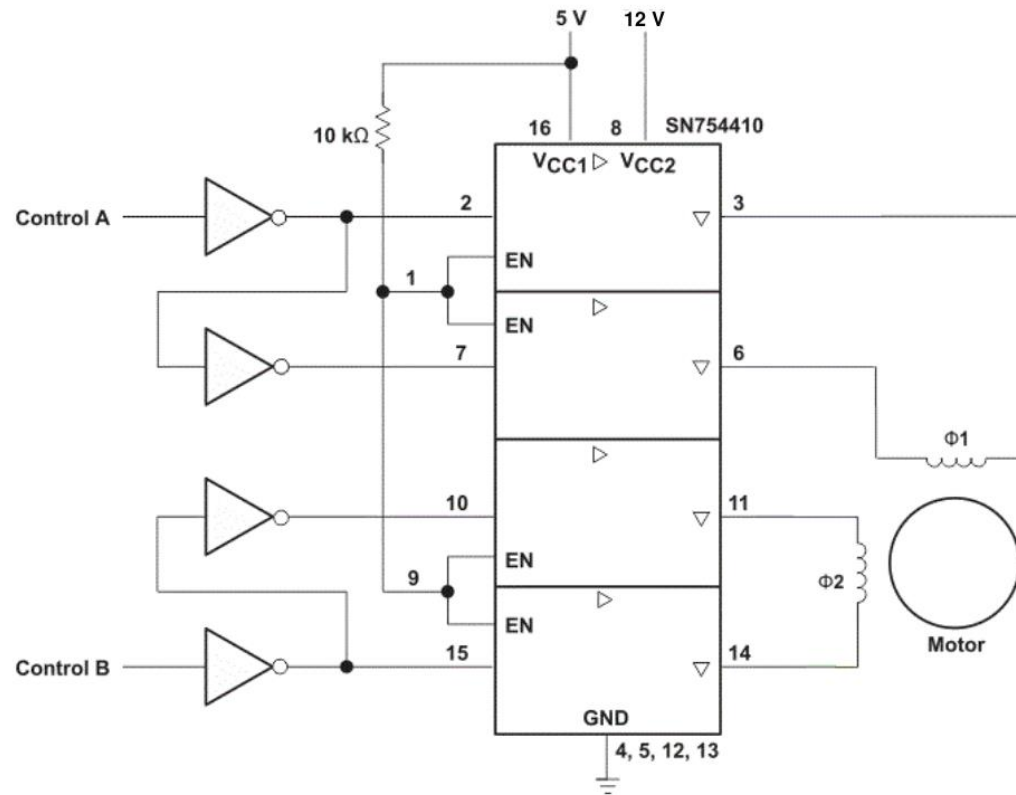 5 V 12 V
10 kΩ 16 8 SN754410
VCC1 VCC2
Control A 2 3
EN
1
EN
7 6
Φ1
10 11
EN
9 Φ2
EN
Motor
Control B 15 14
GND
4, 5, 12, 13